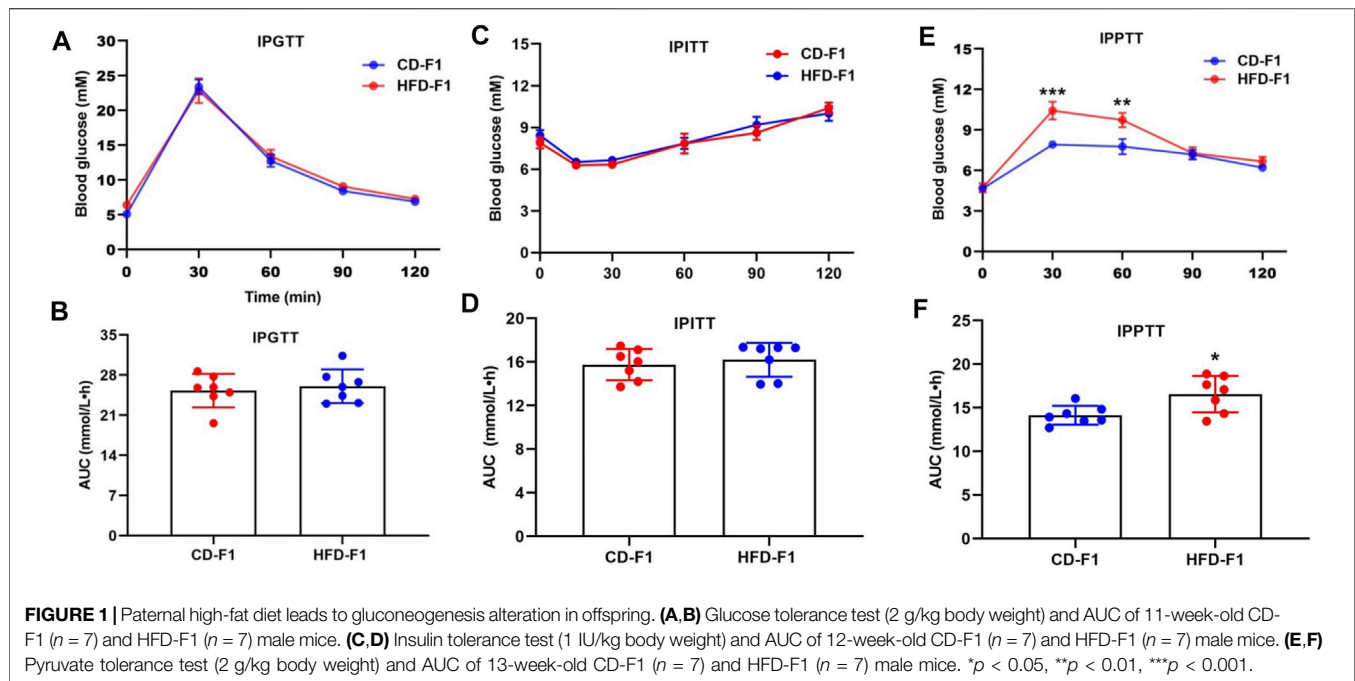 A
IPGTT
CD-F1
HFD-F1
Blood glucose (mM)
30
25
20
15
10
5
0
0 30 60 90 120
Time (min)
C
IPITT
CD-F1
HFD-F1
Blood glucose (mM)
15
12
9
6
3
0
0 30 60 90 120
E
IPPTT
CD-F1
HFD-F1
*** **
Blood glucose (mM)
15
12
9
6
3
0
0 30 60 90 120
B
IPGTT
AUC (mmol/L•h)
35
28
21
14
7
0
CD-F1 HFD-F1
D
IPITT
AUC (mmol/L•h)
20
16
12
8
4
0
CD-F1 HFD-F1
F
IPPTT
*
AUC (mmol/L•h)
25
20
15
10
5
0
CD-F1 HFD-F1
FIGURE 1 | Paternal high-fat diet leads to gluconeogenesis alteration in offspring. (A,B) Glucose tolerance test (2 g/kg body weight) and AUC of 11-week-old CD-
F1 (n = 7) and HFD-F1 (n = 7) male mice. (C,D) Insulin tolerance test (1 IU/kg body weight) and AUC of 12-week-old CD-F1 (n = 7) and HFD-F1 (n = 7) male mice. (E,F)
Pyruvate tolerance test (2 g/kg body weight) and AUC of 13-week-old CD-F1 (n = 7) and HFD-F1 (n = 7) male mice. *p < 0.05, **p < 0.01, ***p < 0.001.